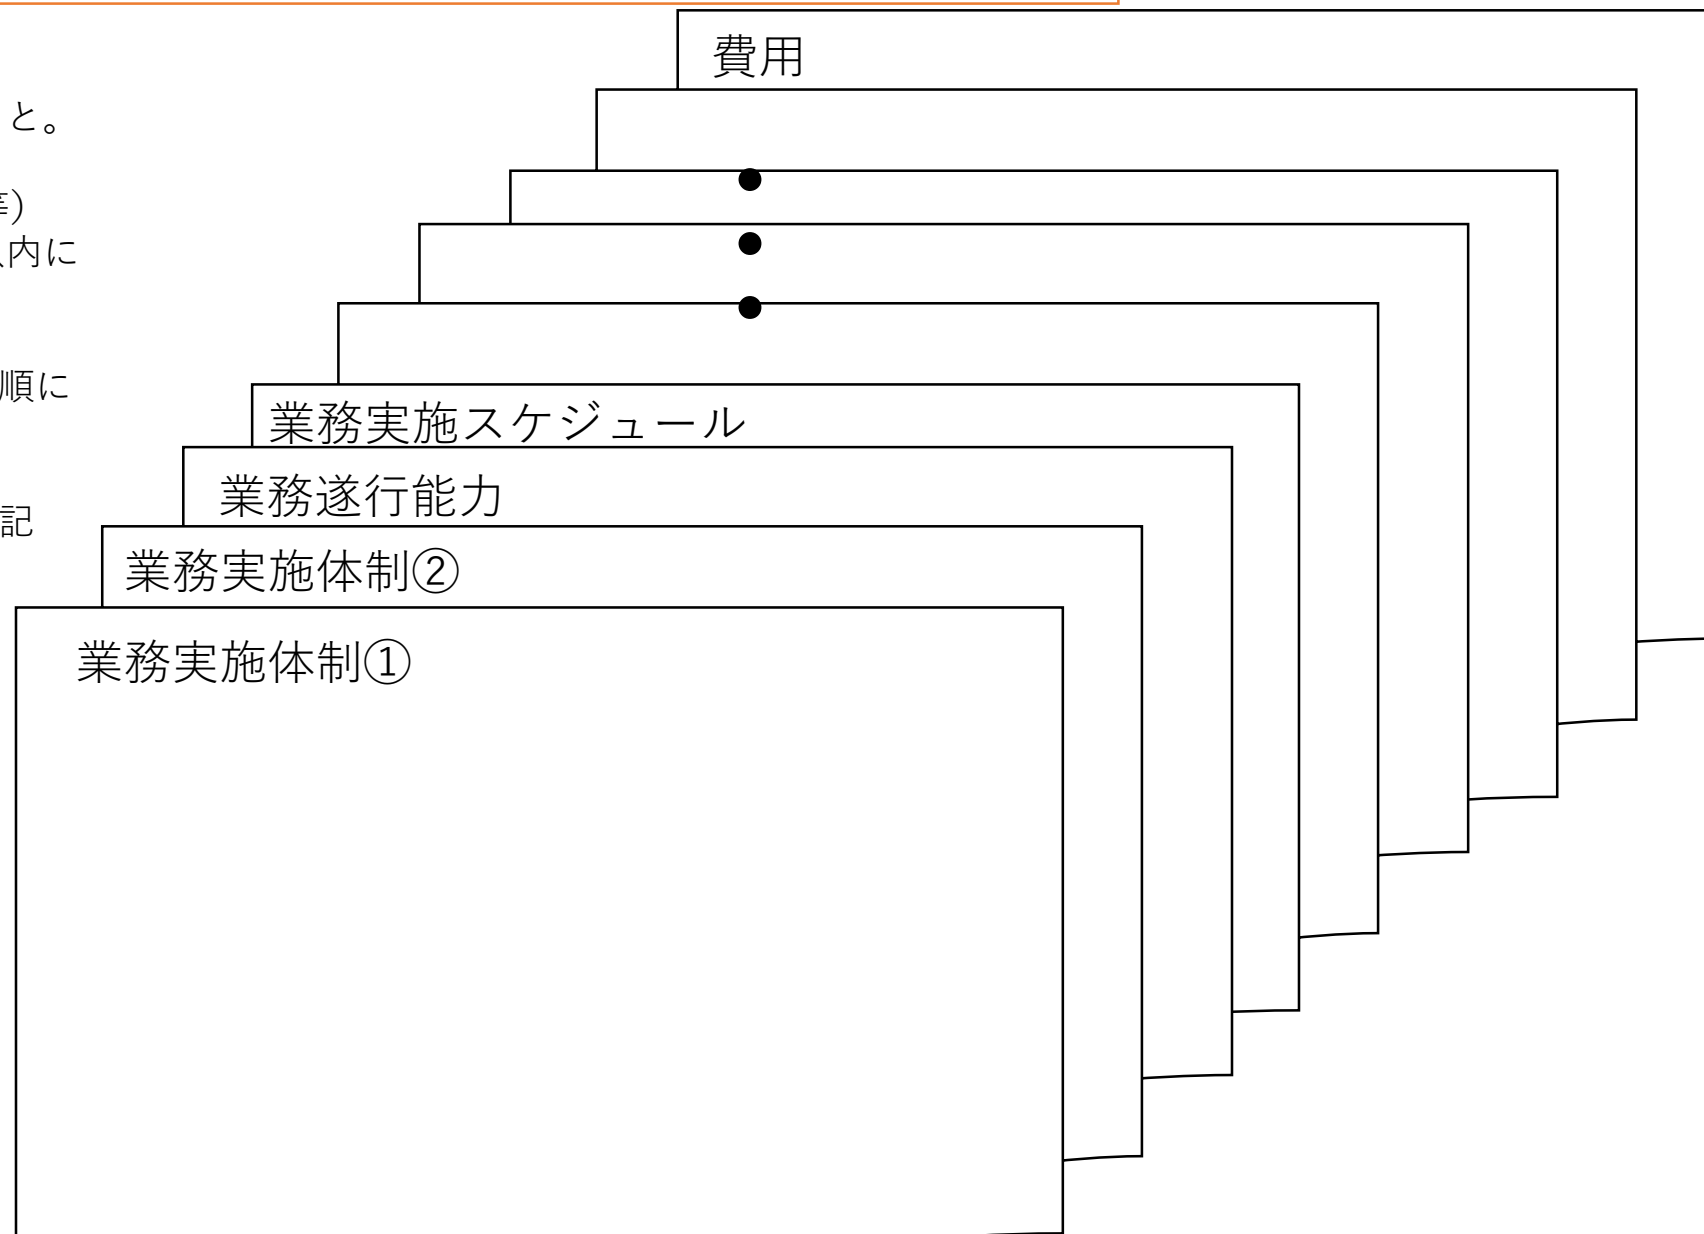 費用
と。
等）
以内に
順に
記
業務実施スケジュール
業務遂行能力
業務実施体制②
業務実施体制①